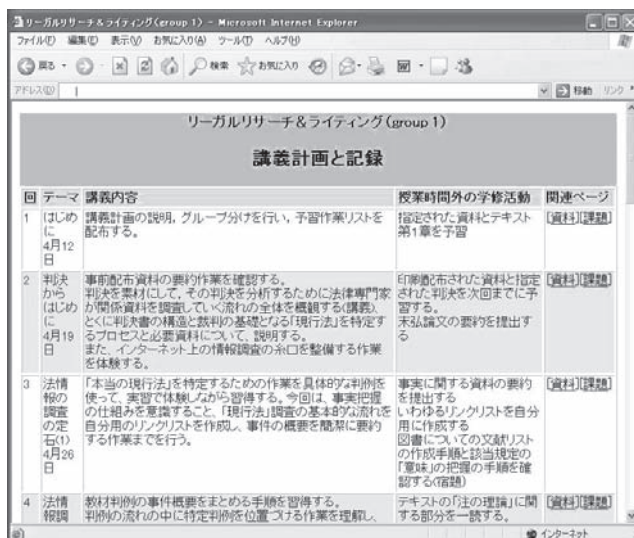 リーガルリサーチ&ライティング(group 1) - Microsoft Internet Explorer
ファイル(F) 編集(E) 表示(V) お気に入り(A) ツール(T) ヘルプ(H)
戻る 検索 お気に入り
アドレス(D) 移動 リンク
リーガルリサーチ&ライティング(group 1)
講義計画と記録
回 テーマ 講義内容 授業時間外の学修活動 関連ページ
1 はじめ 講義計画の説明,グループ分けを行い,予習作業リストを 指定された資料とテキスト [資料][課題]
に 配布する。 第1章を予習
4月12
日
2 判決 事前配布資料の要約作業を確認する。 印刷配布された資料と指定 [資料][課題]
から 判決を素材にして,その判決を分析するために法律専門家 された判決を次回までに予
はじめ が関係資料を調査していく流れの全体を概観する(講義)。 習する。
に とくに判決書の構造と裁判の基礎となる「現行法」を特定す 末弘論文の要約を提出す
4月19 るプロセスと必要資料について,説明する。 る
日 また,インターネット上の情報調査の糸口を整備する作業
を体験する。
3 法情 「本当の現行法」を特定するための作業を具体的な判例を 事実に関する資料の要約 [資料][課題]
報の 使って,実習で体験しながら習得する。今回は,事実把握 を提出する
調査 の仕組みを意識すること,「現行法」調査の基本的な流れを いわゆるリンクリストを自分
の定 自分用のリンクリストを作成し,事件の概要を簡潔に要約 用に作成する
石(1) する作業までを行う。 図書についての文献リスト
4月26 の作成手順と該当規定の
日 「意味」の把握の手順を確
認する(宿題)
4 法情 教材判例の事件概要をまとめる手順を習得する。 テキストの「注の理論」に関 [資料][課題]
報調 判例の流れの中に特定判例を位置づける作業を理解し、 する部分を一読する。
インターネット